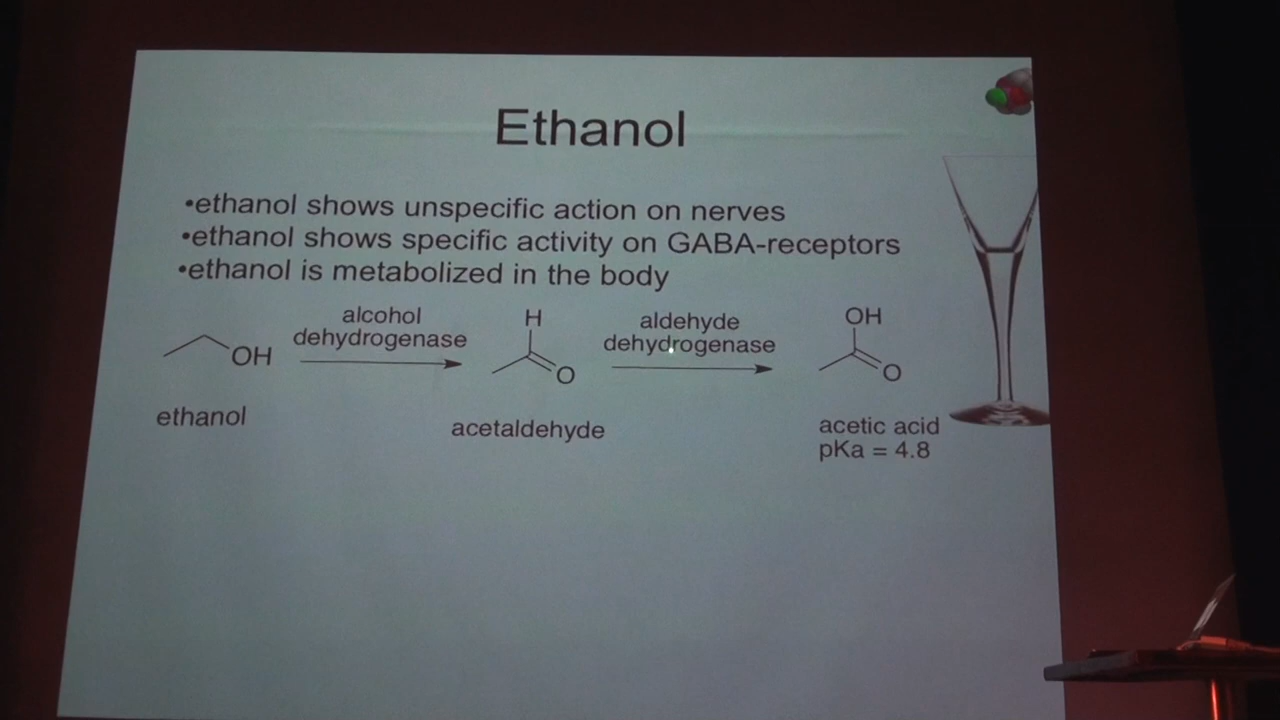 Ethanol
•ethanol shows unspecific action on nerves
•ethanol shows specific activity on GABA-receptors
•ethanol is metabolized in the body
alcohol
dehydrogenase
H
aldehyde
dehydrogenase
OH
OH
O
O
ethanol
acetaldehyde
acetic acid
pKa = 4.8